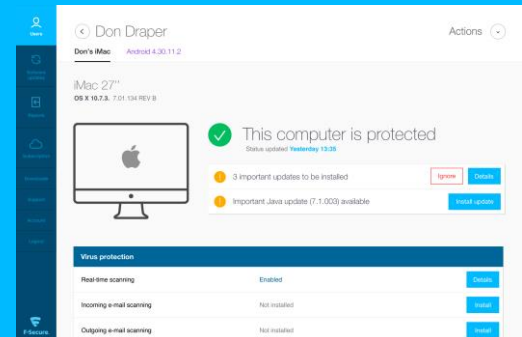 Don Draper
Actions
Users
Don's iMac Android 4.30.11.2
iMac 27"
OS X 10.7.3. 7.01.134 REV B
This computer is protected
Status updated Yesterday 13:35
3 important updates to be installed Ignore Details
Important Java update (7.1.003) available Install update
Virus protection
Real-time scanning Enabled Details
Incoming e-mail scanning Not installed Install
Outgoing e-mail scanning Not installed Install
F-Secure